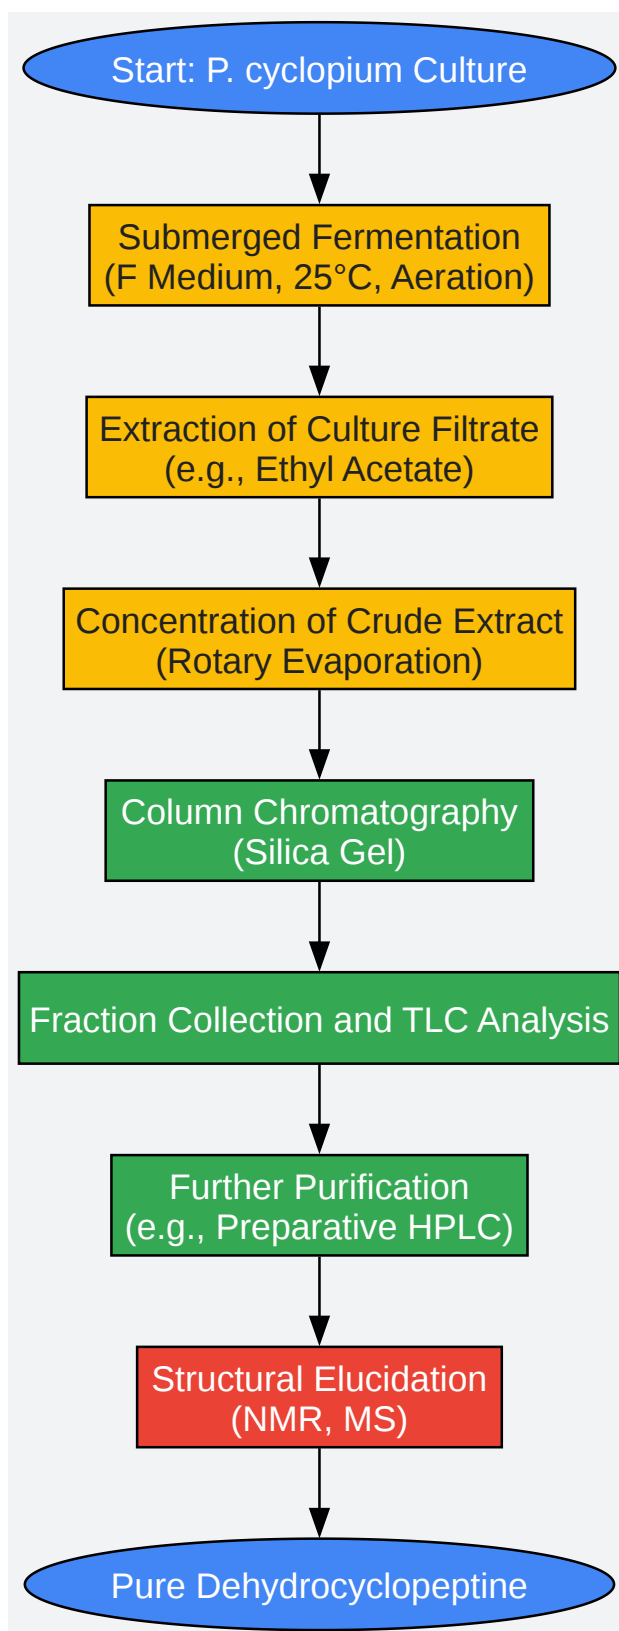 Start: P. cyclopium Culture
Submerged Fermentation
(F Medium, 25°C, Aeration)
Extraction of Culture Filtrate
(e.g., Ethyl Acetate)
Concentration of Crude Extract
(Rotary Evaporation)
Column Chromatography
(Silica Gel)
Fraction Collection and TLC Analysis
Further Purification
(e.g., Preparative HPLC)
Structural Elucidation
(NMR, MS)
Pure Dehydrocyclopeptine